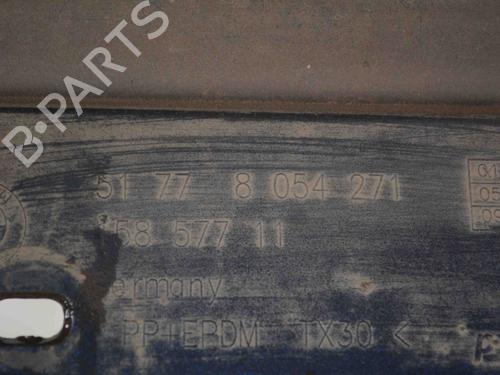 B-PARTS
51 77 8 054 271
58 577 11
ermany
PP+EPDM TX30 <